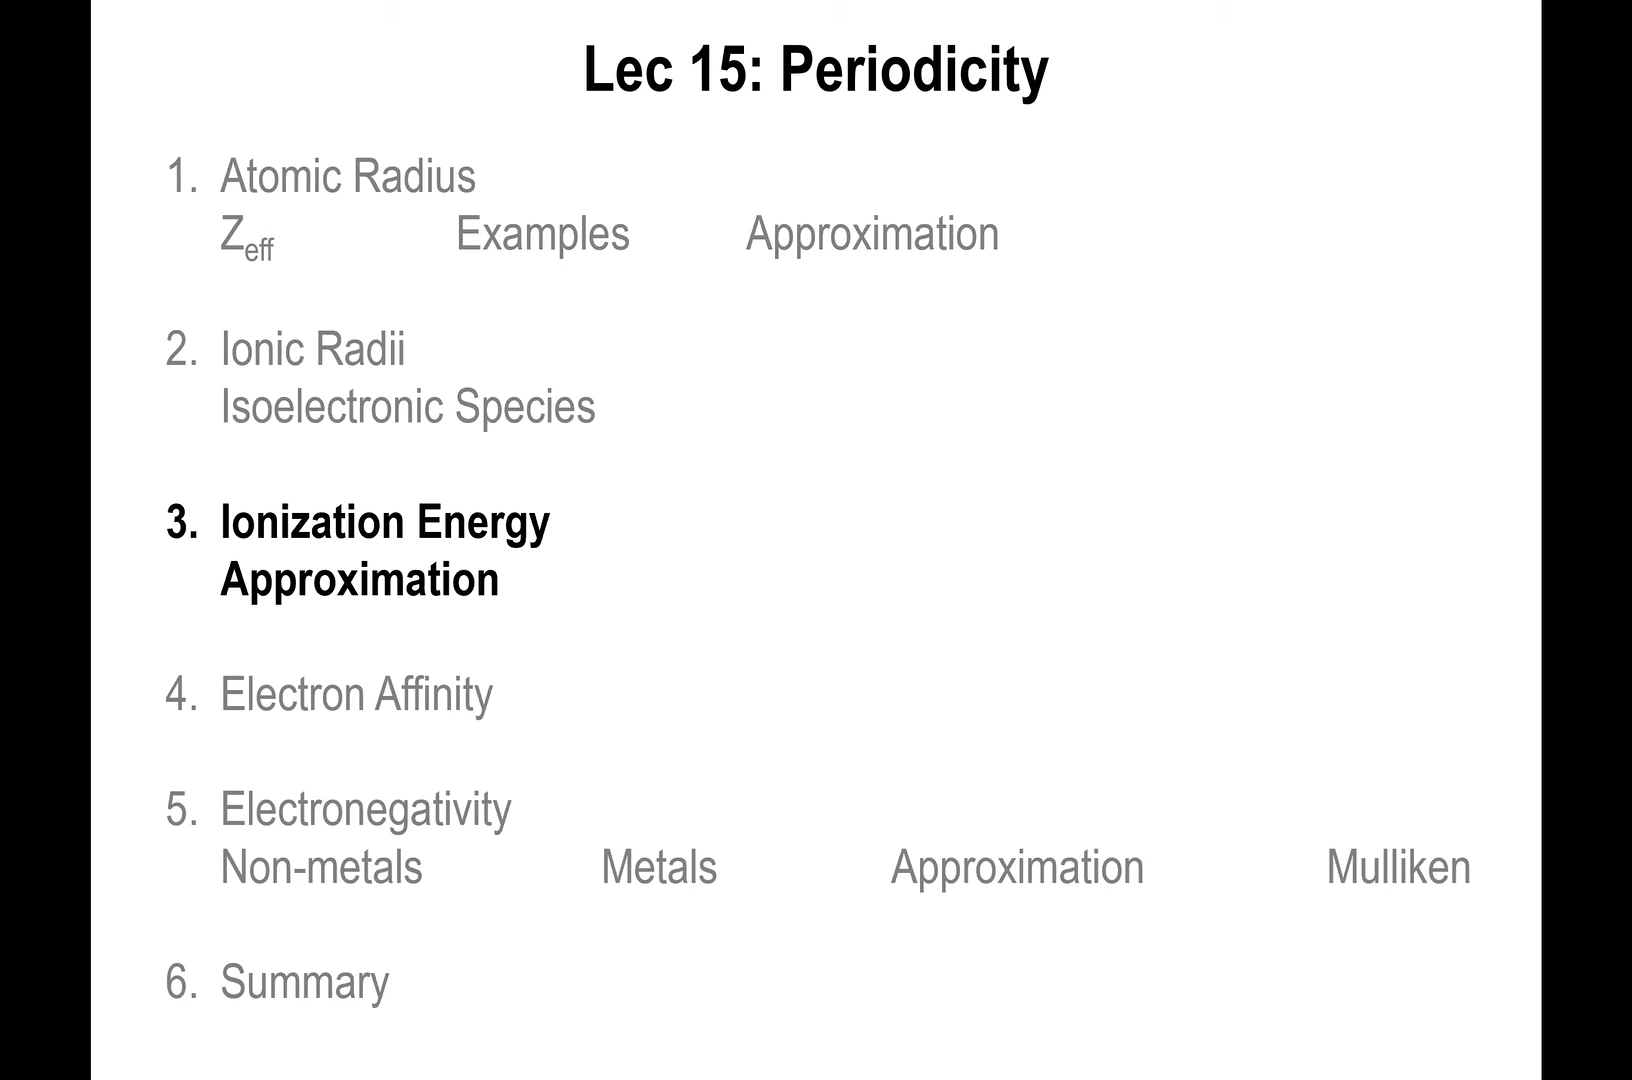 Lec 15: Periodicity
1. Atomic Radius
Zeff Examples Approximation
2. Ionic Radii
Isoelectronic Species
3. Ionization Energy
Approximation
4. Electron Affinity
5. Electronegativity
Non-metals Metals Approximation Mulliken
6. Summary